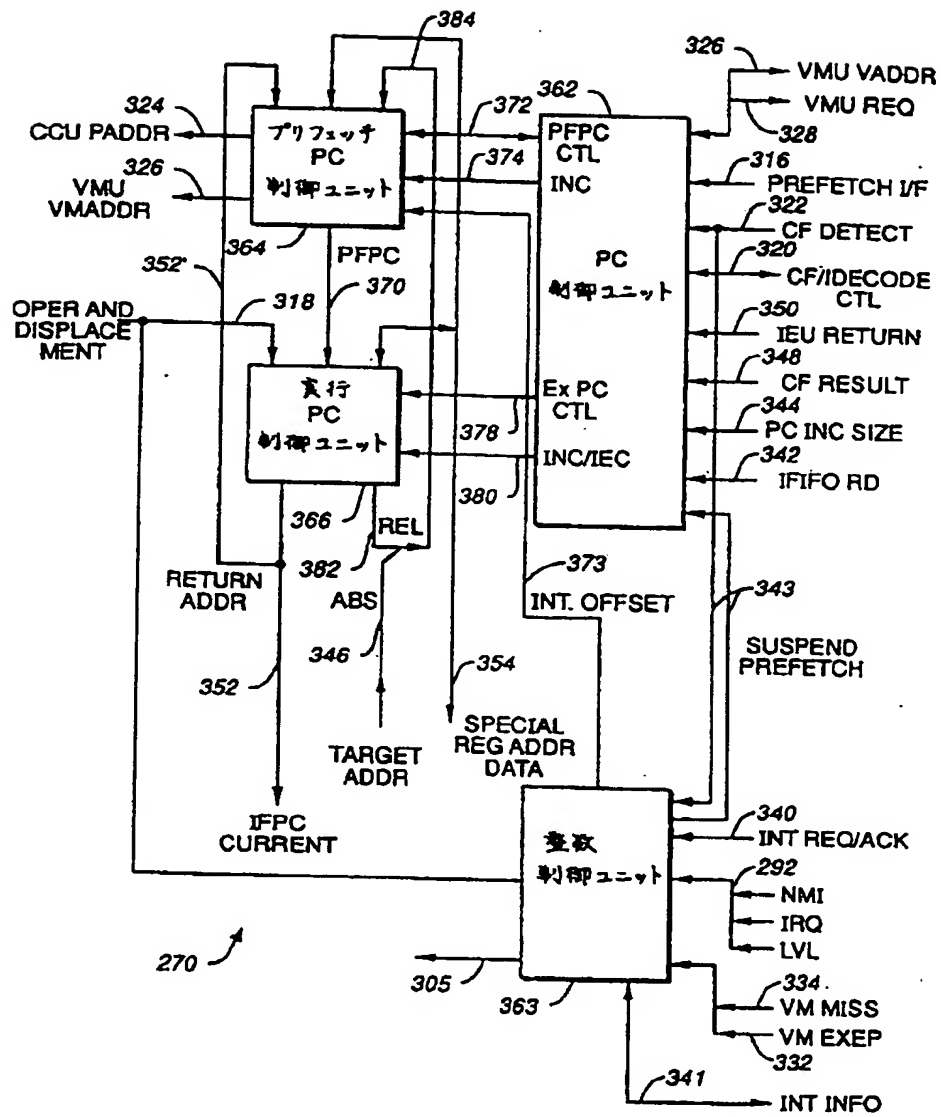 384
326
VMU VADDR
362
324
372
328
VMU REQ
CCU PADDR
プリフェッチ
PC
制御ユニット
PFPC
CTL
374
316
326
INC
PREFETCH I/F
VMU
VMADDR
322
CF DETECT
364
PFPC
PC
制御ユニット
320
352'
370
CF/IDECODE
CTL
318
OPER AND
DISPLACE
MENT
350
IEU RETURN
実行
PC
制御ユニット
348
Ex PC
CTL
CF RESULT
378
344
PC INC SIZE
INC/IEC
342
380
IFIFO RD
366
REL
382
373
RETURN
ADDR
ABS
INT. OFFSET
343
346
SUSPEND
PREFETCH
352
354
TARGET
ADDR
SPECIAL
REG ADDR
DATA
IFPC
CURRENT
340
INT REQ/ACK
整数
制御ユニット
292
NMI
IRQ
LVL
270
305
363
334
VM MISS
VM EXEP
332
341
INT INFO